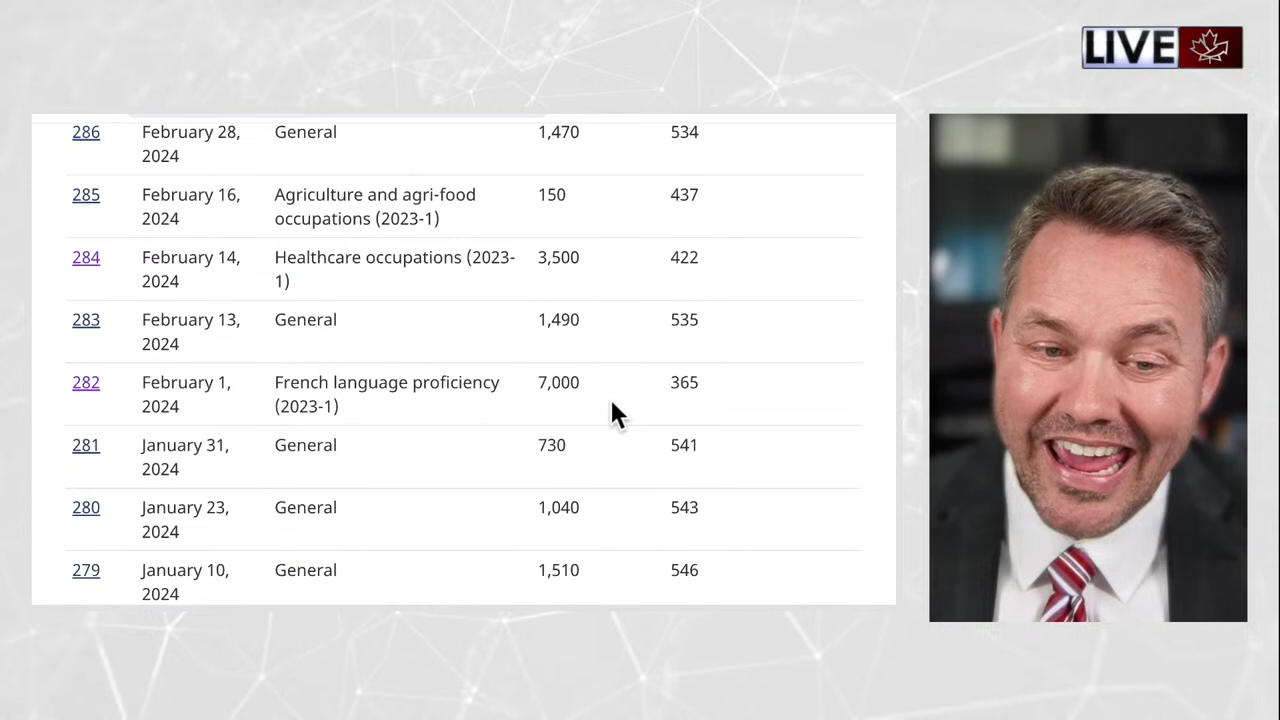 LIVE
286 February 28, General 1,470 534
2024
285 February 16, Agriculture and agri-food 150 437
2024 occupations (2023-1)
284 February 14, Healthcare occupations (2023- 3,500 422
2024 1)
283 February 13, General 1,490 535
2024
282 February 1, French language proficiency 7,000 365
2024 (2023-1)
281 January 31, General 730 541
2024
280 January 23, General 1,040 543
2024
279 January 10, General 1,510 546
2024